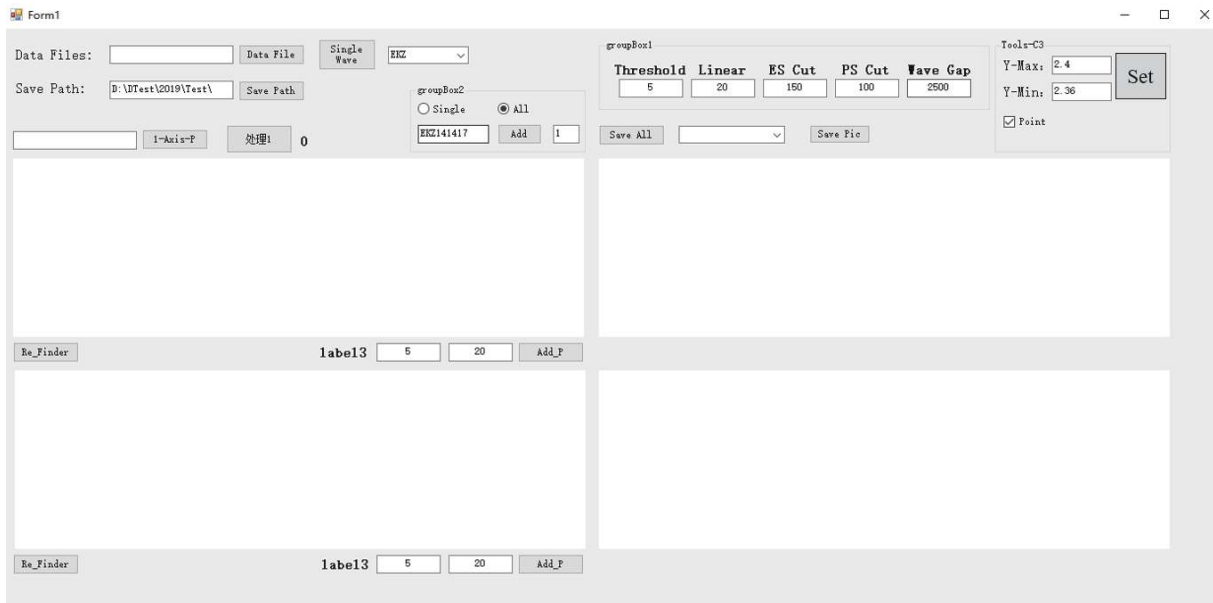 Form1
Data Files: Data File Single Wave EKZ
Save Path: D:\DTest\2019\Test\ Save Path
groupBox2
Single All
1-Axis-P 处理1 0 EKZ141417 Add 1
groupBox1
Threshold Linear ES Cut PS Cut Wave Gap
5 20 150 100 2500
Save All Save Pic
Tools-C3
Y-Max: 2.4 Set
Y-Min: 2.36
Point
Re_Finder label3 5 20 Add_P
Re_Finder label3 5 20 Add_P